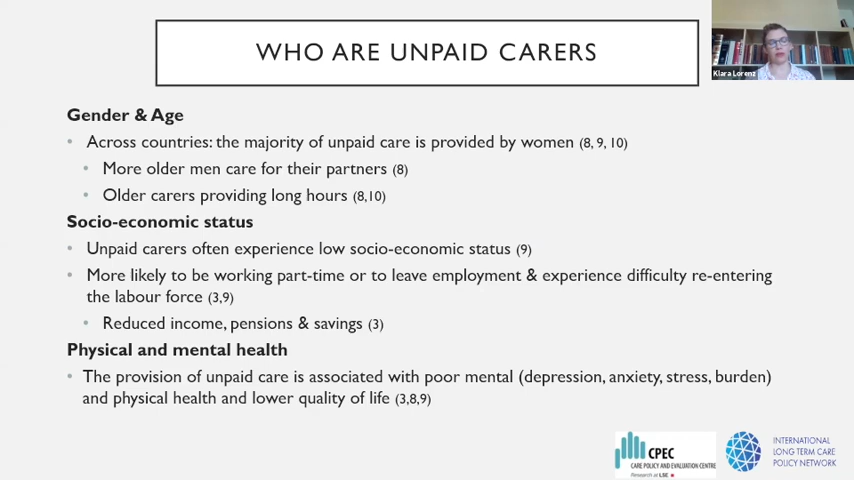 WHO ARE UNPAID CARERS
Klara Lorenz
Gender & Age
Across countries: the majority of unpaid care is provided by women (8, 9, 10)
More older men care for their partners (8)
Older carers providing long hours (8,10)
Socio-economic status
Unpaid carers often experience low socio-economic status (9)
More likely to be working part-time or to leave employment & experience difficulty re-entering
the labour force (3,9)
Reduced income, pensions & savings (3)
Physical and mental health
The provision of unpaid care is associated with poor mental (depression, anxiety, stress, burden)
and physical health and lower quality of life (3,8,9)
CPEC
CARE POLICY AND EVALUATION CENTRE
Research at LSE
INTERNATIONAL
LONG TERM CARE
POLICY NETWORK